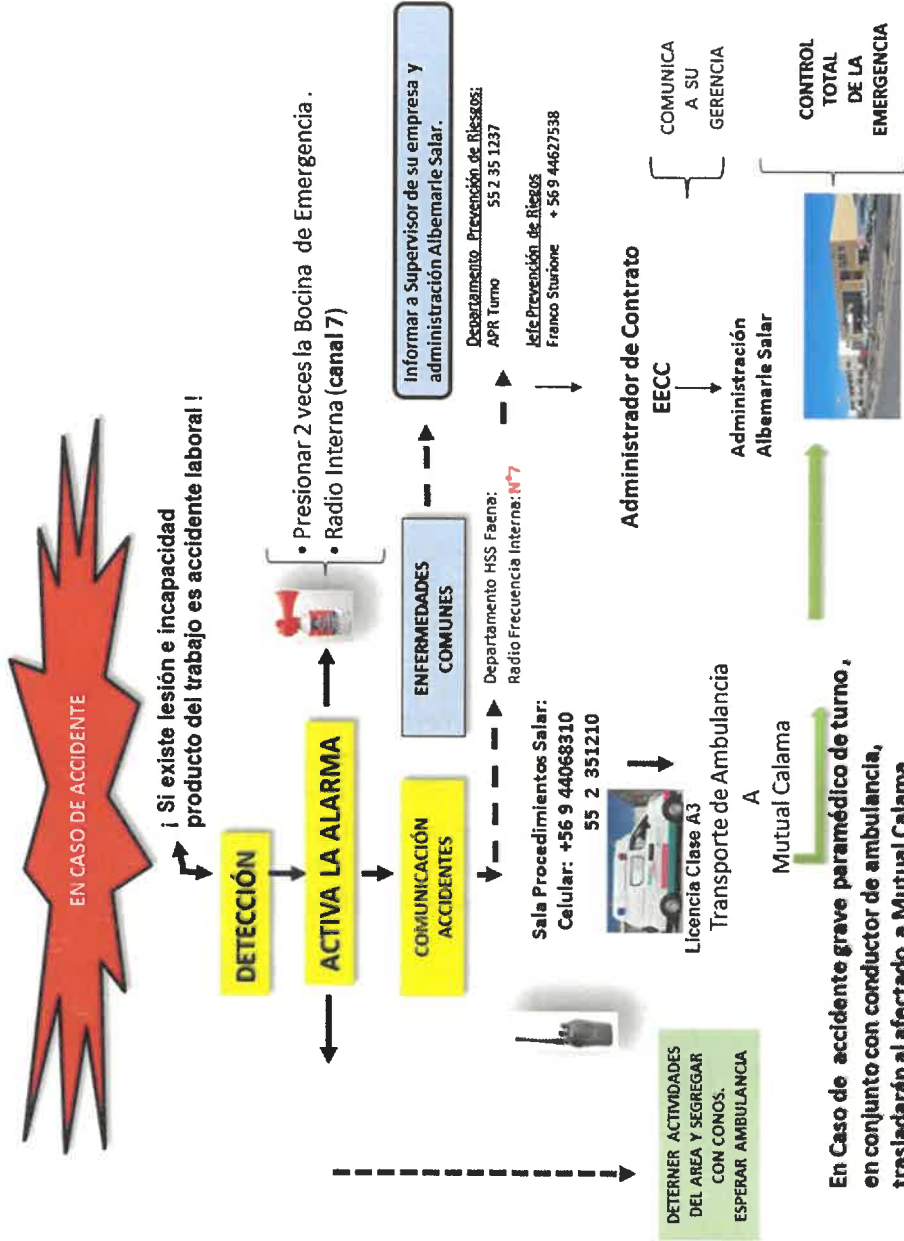 EN CASO DE ACCIDENTE
¡ Si existe lesión e incapacidad
producto del trabajo es accidente laboral !
DETECCIÓN
ACTIVA LA ALARMA
• Presionar 2 veces la Bocina de Emergencia .
• Radio Interna (canal 7)
COMUNICACIÓN
ACCIDENTES
ENFERMEDADES
COMUNES
Informar a Supervisor de su empresa y
administración Albemarle Salar.
Departamento HSS Faena:
Radio Frecuencia Interna: N°7
Departamento Prevención de Riesgos:
APR Turno 55 2 35 1237
Jefe Prevención de Riegos
Franco Sturione + 56 9 44627538
Sala Procedimientos Salar:
Celular: +56 9 44068310
55 2 351210
Licencia Clase A3
Transporte de Ambulancia
A
Mutual Calama
Administrador de Contrato
EECC
Administración
Albemarle Salar
COMUNICA
A SU
GERENCIA
CONTROL
TOTAL
DE LA
EMERGENCIA
DETERNER ACTIVIDADES
DEL AREA Y SEGREGAR
CON CONOS.
ESPERAR AMBULANCIA
En Caso de accidente grave paramédico de turno ,
en conjunto con conductor de ambulancia,
trasladarán al afectado a Mutual Calama